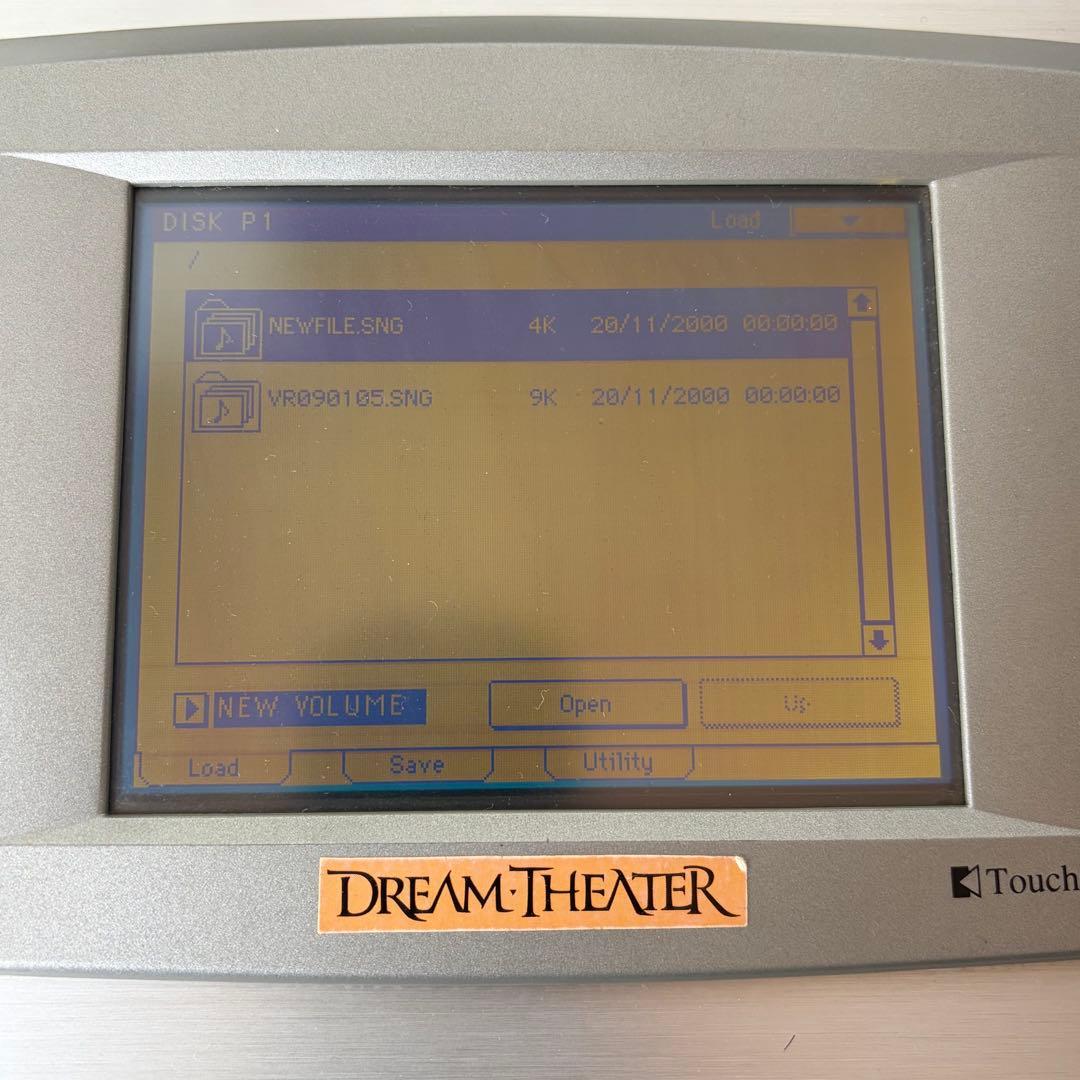 DISK P1 Load
/
NEWFILE.SNG 4K 20/11/2000 00:00:00
VR090105.SNG 9K 20/11/2000 00:00:00
NEW VOLUME Open Up
Load Save Utility
DREAM·THEATER
Touch